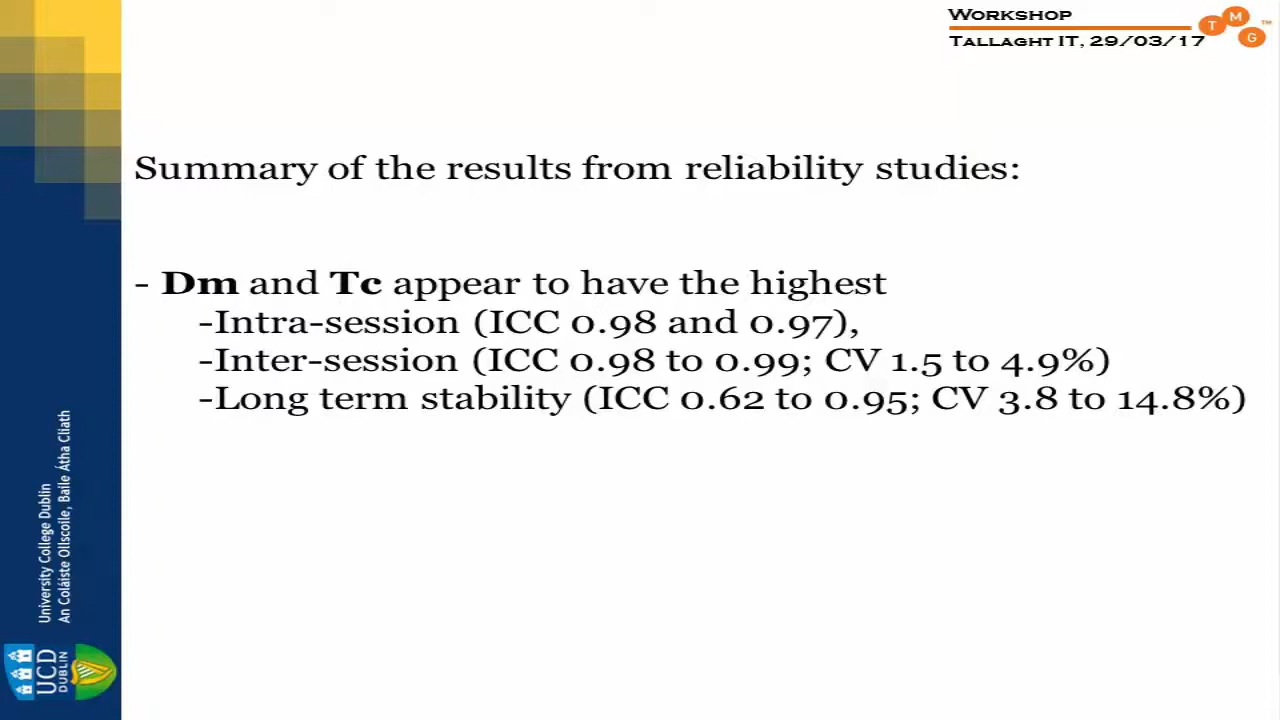 Workshop
Tallaght IT, 29/03/17
TMG™
Summary of the results from reliability studies:
- Dm and Tc appear to have the highest
-Intra-session (ICC 0.98 and 0.97),
-Inter-session (ICC 0.98 to 0.99; CV 1.5 to 4.9%)
-Long term stability (ICC 0.62 to 0.95; CV 3.8 to 14.8%)
University College Dublin
An Coláiste Ollscoile, Baile Átha Cliath
UCD
DUBLIN